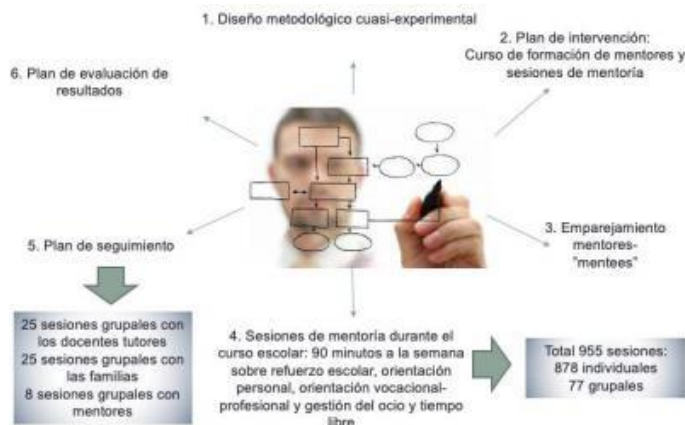 1. Diseño metodológico cuasi-experimental
2. Plan de intervención:
Curso de formación de mentores y
sesiones de mentoría
6. Plan de evaluación de
resultados
3. Emparejamiento
mentores-
"mentees"
5. Plan de seguimiento
25 sesiones grupales con
los docentes tutores
25 sesiones grupales con
las familias
8 sesiones grupales con
mentores
4. Sesiones de mentoría durante el
curso escolar: 90 minutos a la semana
sobre refuerzo escolar, orientación
personal, orientación vocacional-
profesional y gestión del ocio y tiempo
libre
Total 955 sesiones:
878 individuales
77 grupales